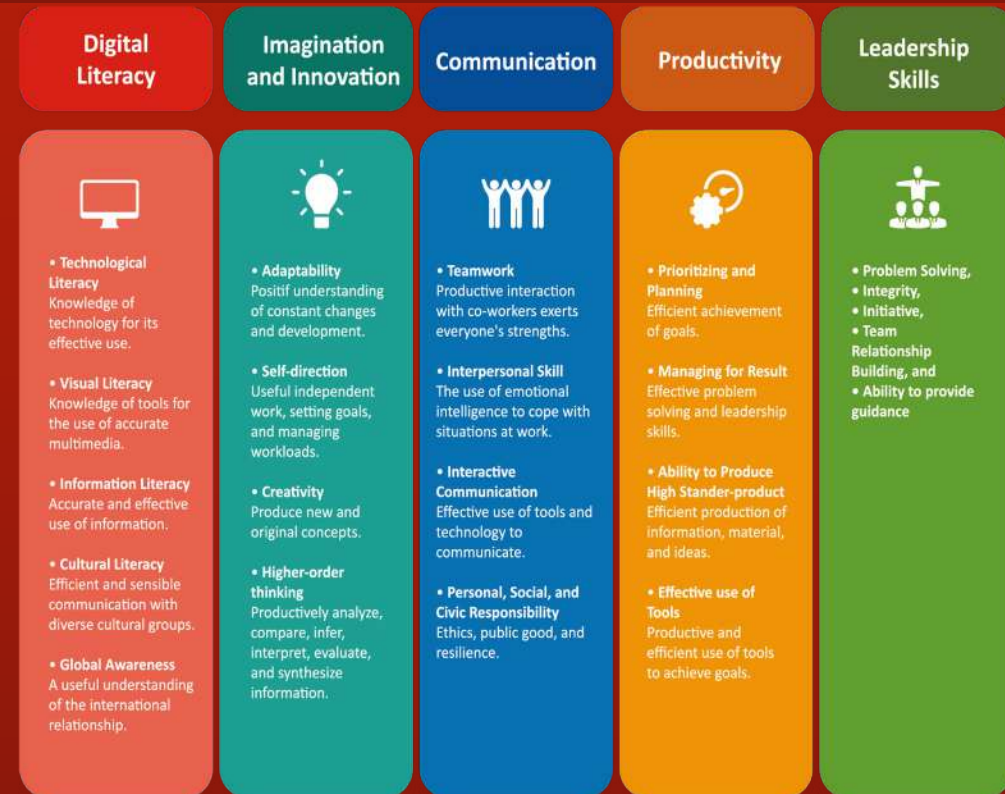 Digital
Literacy
Imagination
and Innovation
Communication
Productivity
Leadership
Skills
• Technological
Literacy
Knowledge of
technology for its
effective use.
• Visual Literacy
Knowledge of tools for
the use of accurate
multimedia.
• Information Literacy
Accurate and effective
use of information.
• Cultural Literacy
Efficient and sensible
communication with
diverse cultural groups.
• Global Awareness
A useful understanding
of the international
relationship.
• Adaptability
Positif understanding
of constant changes
and development.
• Self-direction
Useful independent
work, setting goals,
and managing
workloads.
• Creativity
Produce new and
original concepts.
• Higher-order
thinking
Productively analyze,
compare, infer,
interpret, evaluate,
and synthesize
information.
• Teamwork
Productive interaction
with co-workers exerts
everyone's strengths.
• Interpersonal Skill
The use of emotional
intelligence to cope with
situations at work.
• Interactive
Communication
Effective use of tools and
technology to
communicate.
• Personal, Social, and
Civic Responsibility
Ethics, public good, and
resilience.
• Prioritizing and
Planning
Efficient achievement
of goals.
• Managing for Result
Effective problem
solving and leadership
skills.
• Ability to Produce
High Stander-product
Efficient production of
information, material,
and ideas.
• Effective use of
Tools
Productive and
efficient use of tools
to achieve goals.
• Problem Solving,
• Integrity,
• Initiative,
• Team
Relationship
Building, and
• Ability to provide
guidance